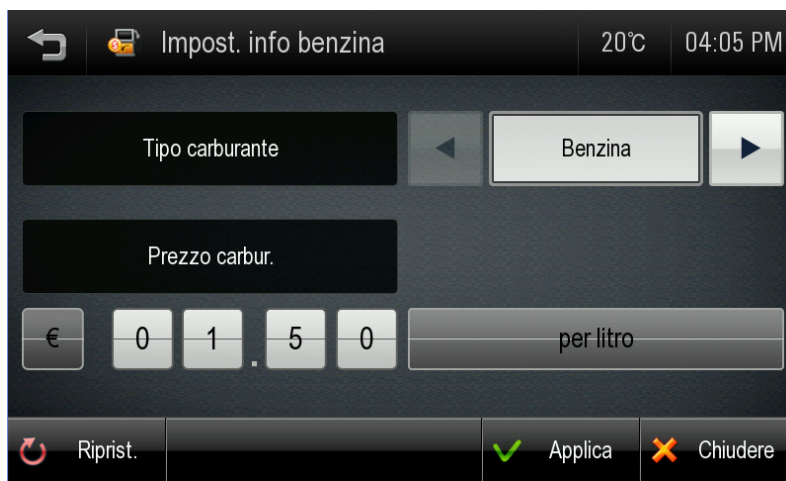 Impost. info benzina 20℃ 04:05 PM
Tipo carburante Benzina
Prezzo carbur.
€ 0 1 . 5 0 per litro
Riprist. Applica Chiudere